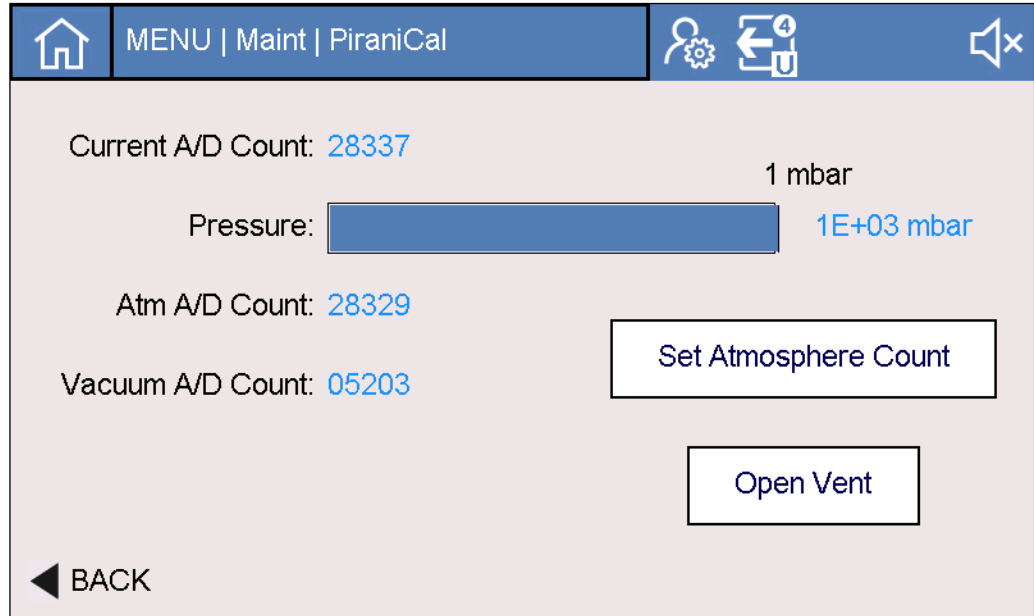 MENU | Maint | PiraniCal
4
U
Current A/D Count: 28337
1 mbar
Pressure: 1E+03 mbar
Atm A/D Count: 28329
Set Atmosphere Count
Vacuum A/D Count: 05203
Open Vent
BACK